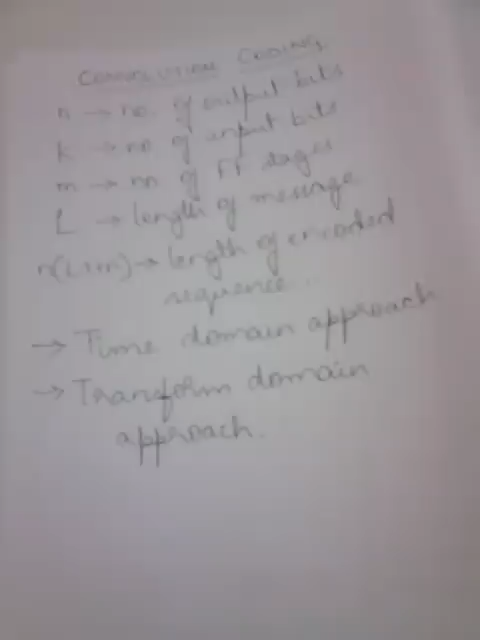 CONVOLUTION CODING
n → no. of output bits
k → no of input bits
m → no of FF stages
L → length of message
n(L+m) → length of encoded
sequence.
→ Time domain approach
→ Transform domain
approach.